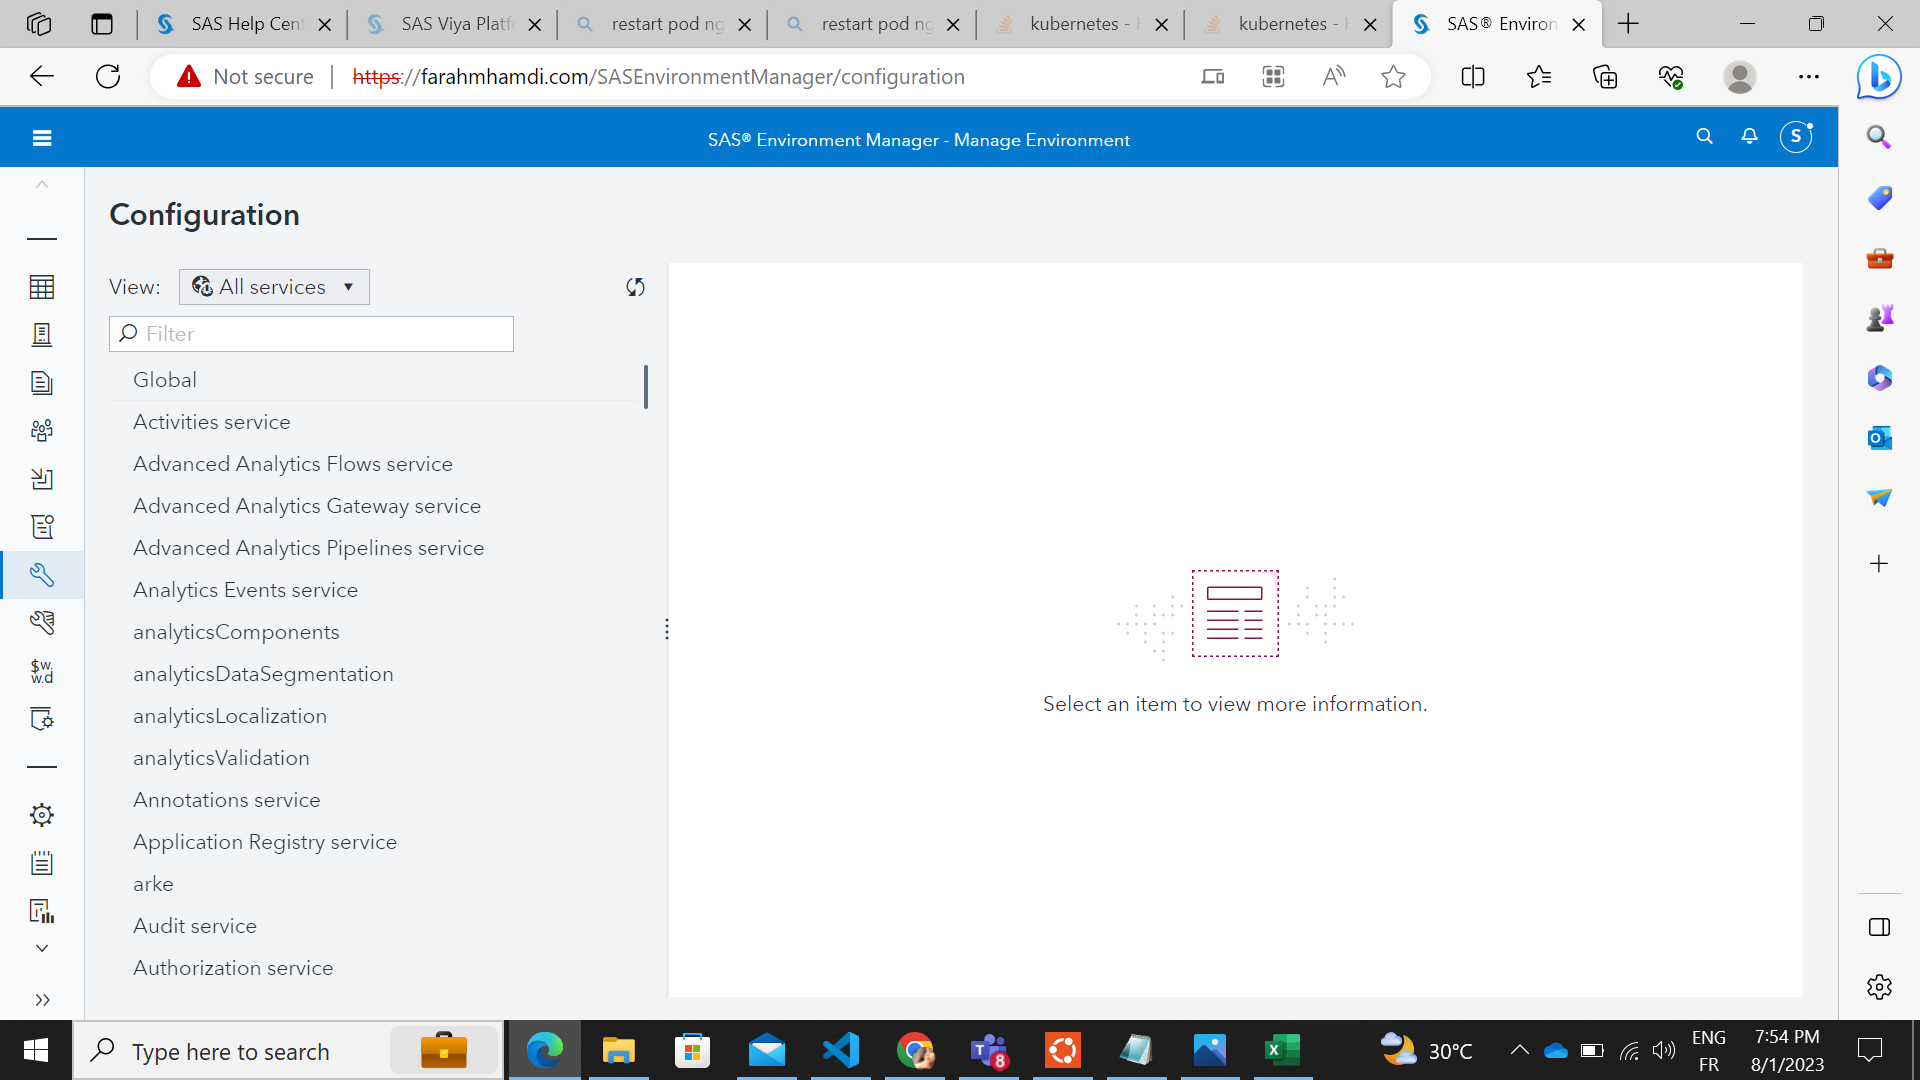 SAS Help Cent
SAS Viya Platfo
restart pod ng
restart pod ng
kubernetes - H
kubernetes - H
SAS® Environ
Not secure
https://farahmhamdi.com/SASEnvironmentManager/configuration
SAS® Environment Manager - Manage Environment
S
Configuration
View:
All services
Filter
Global
Activities service
Advanced Analytics Flows service
Advanced Analytics Gateway service
Advanced Analytics Pipelines service
Analytics Events service
analyticsComponents
analyticsDataSegmentation
analyticsLocalization
analyticsValidation
Annotations service
Application Registry service
arke
Audit service
Authorization service
$w.
w.d
Select an item to view more information.
Type here to search
8
30°C
ENG
FR
7:54 PM
8/1/2023